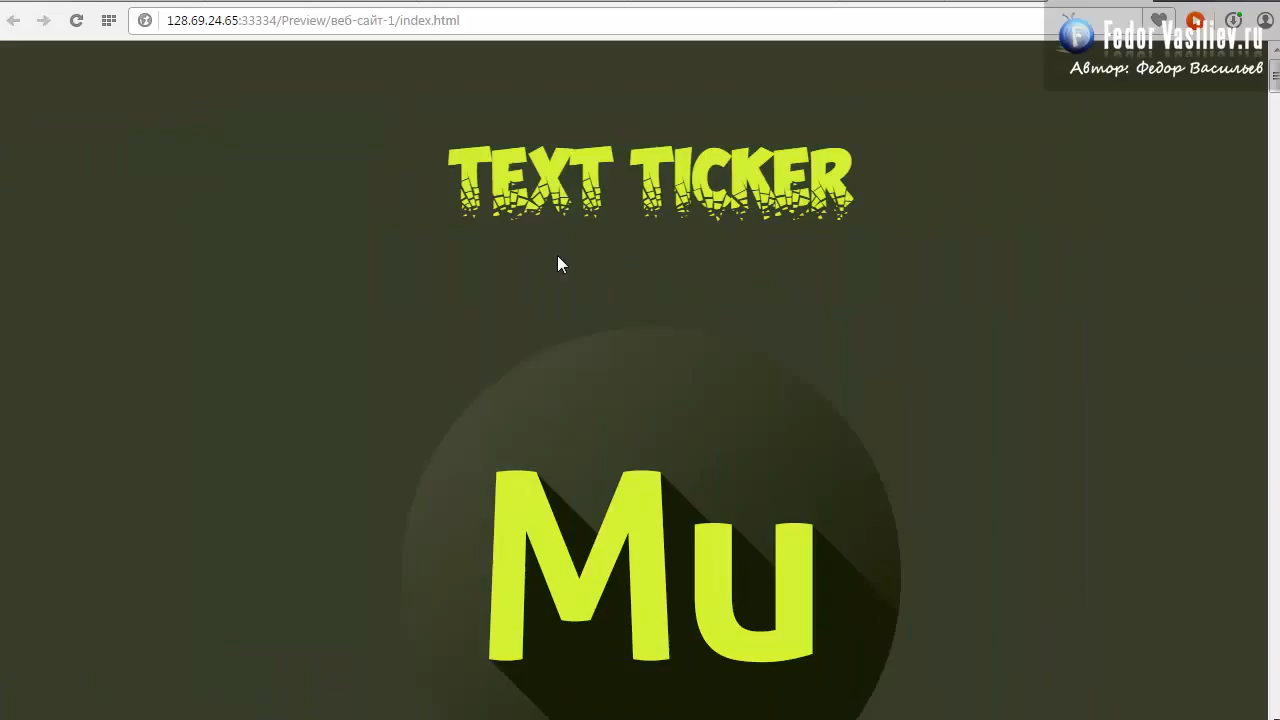 128.69.24.65:33334/Preview/веб-сайт-1/index.html
F Fedor Vasiliev.ru
Автор: Федор Васильев
TEXT TICKER
Mu